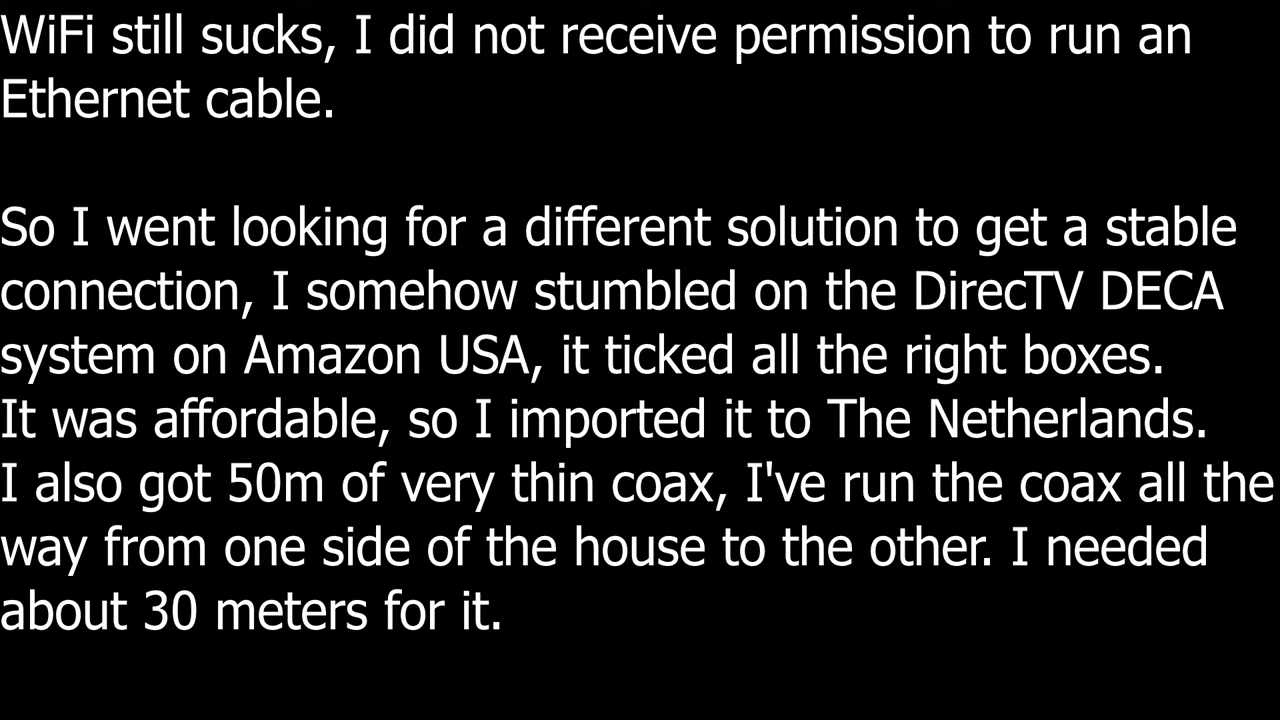 WiFi still sucks, I did not receive permission to run an
Ethernet cable.
So I went looking for a different solution to get a stable
connection, I somehow stumbled on the DirecTV DECA
system on Amazon USA, it ticked all the right boxes.
It was affordable, so I imported it to The Netherlands.
I also got 50m of very thin coax, I've run the coax all the
way from one side of the house to the other. I needed
about 30 meters for it.